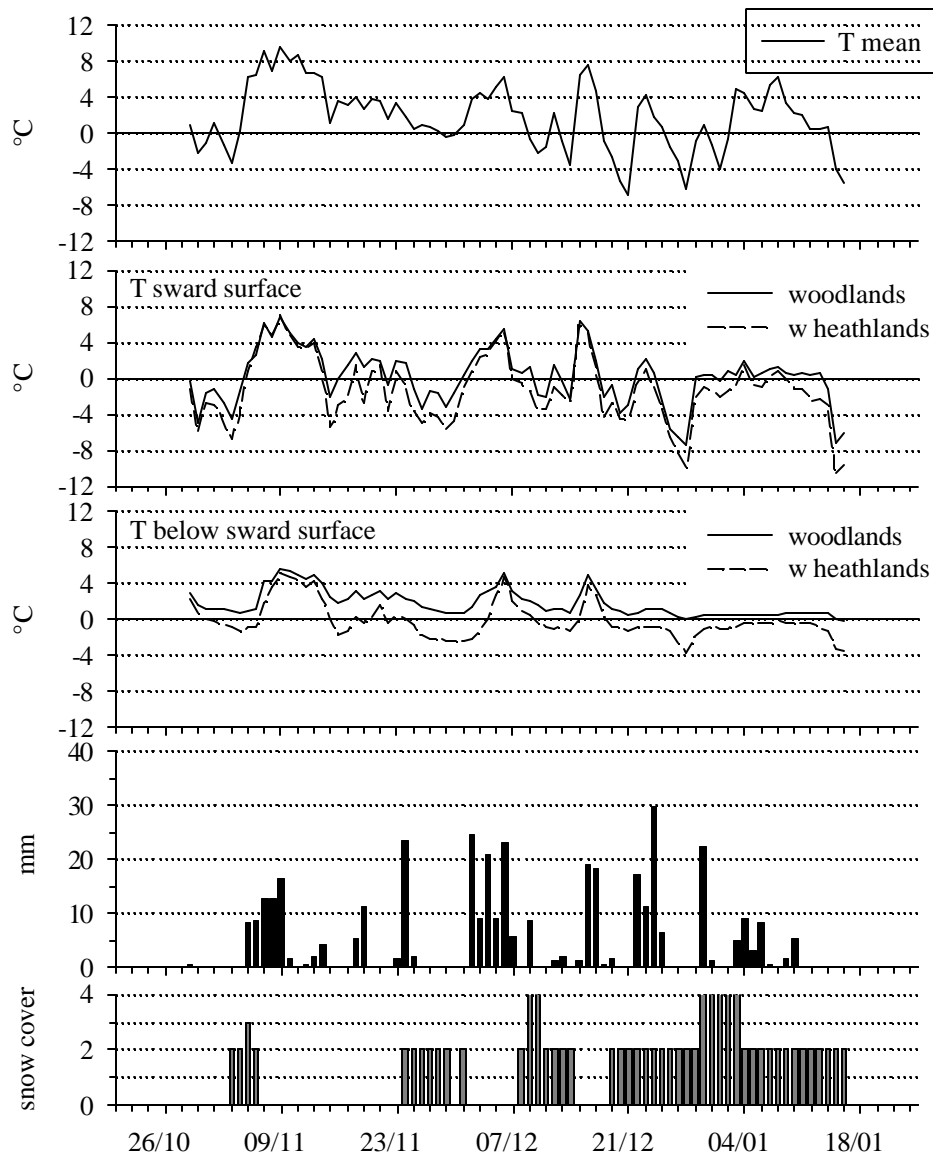 12
8
4
0
-4
-8
-12
°C
T mean
12
8
4
0
-4
-8
-12
°C
T sward surface
woodlands
w heathlands
12
8
4
0
-4
-8
-12
°C
T below sward surface
woodlands
w heathlands
40
30
20
10
0
mm
4
2
0
snow cover
26/10 09/11 23/11 07/12 21/12 04/01 18/01